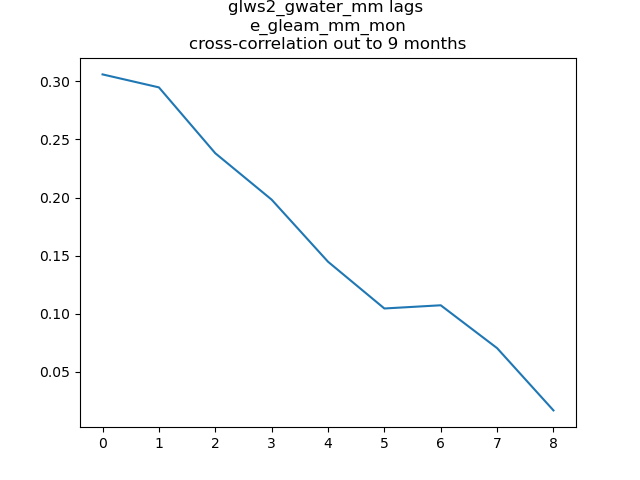 glws2_gwater_mm lags
e_gleam_mm_mon
cross-correlation out to 9 months
0.30
0.25
0.20
0.15
0.10
0.05
0 1 2 3 4 5 6 7 8